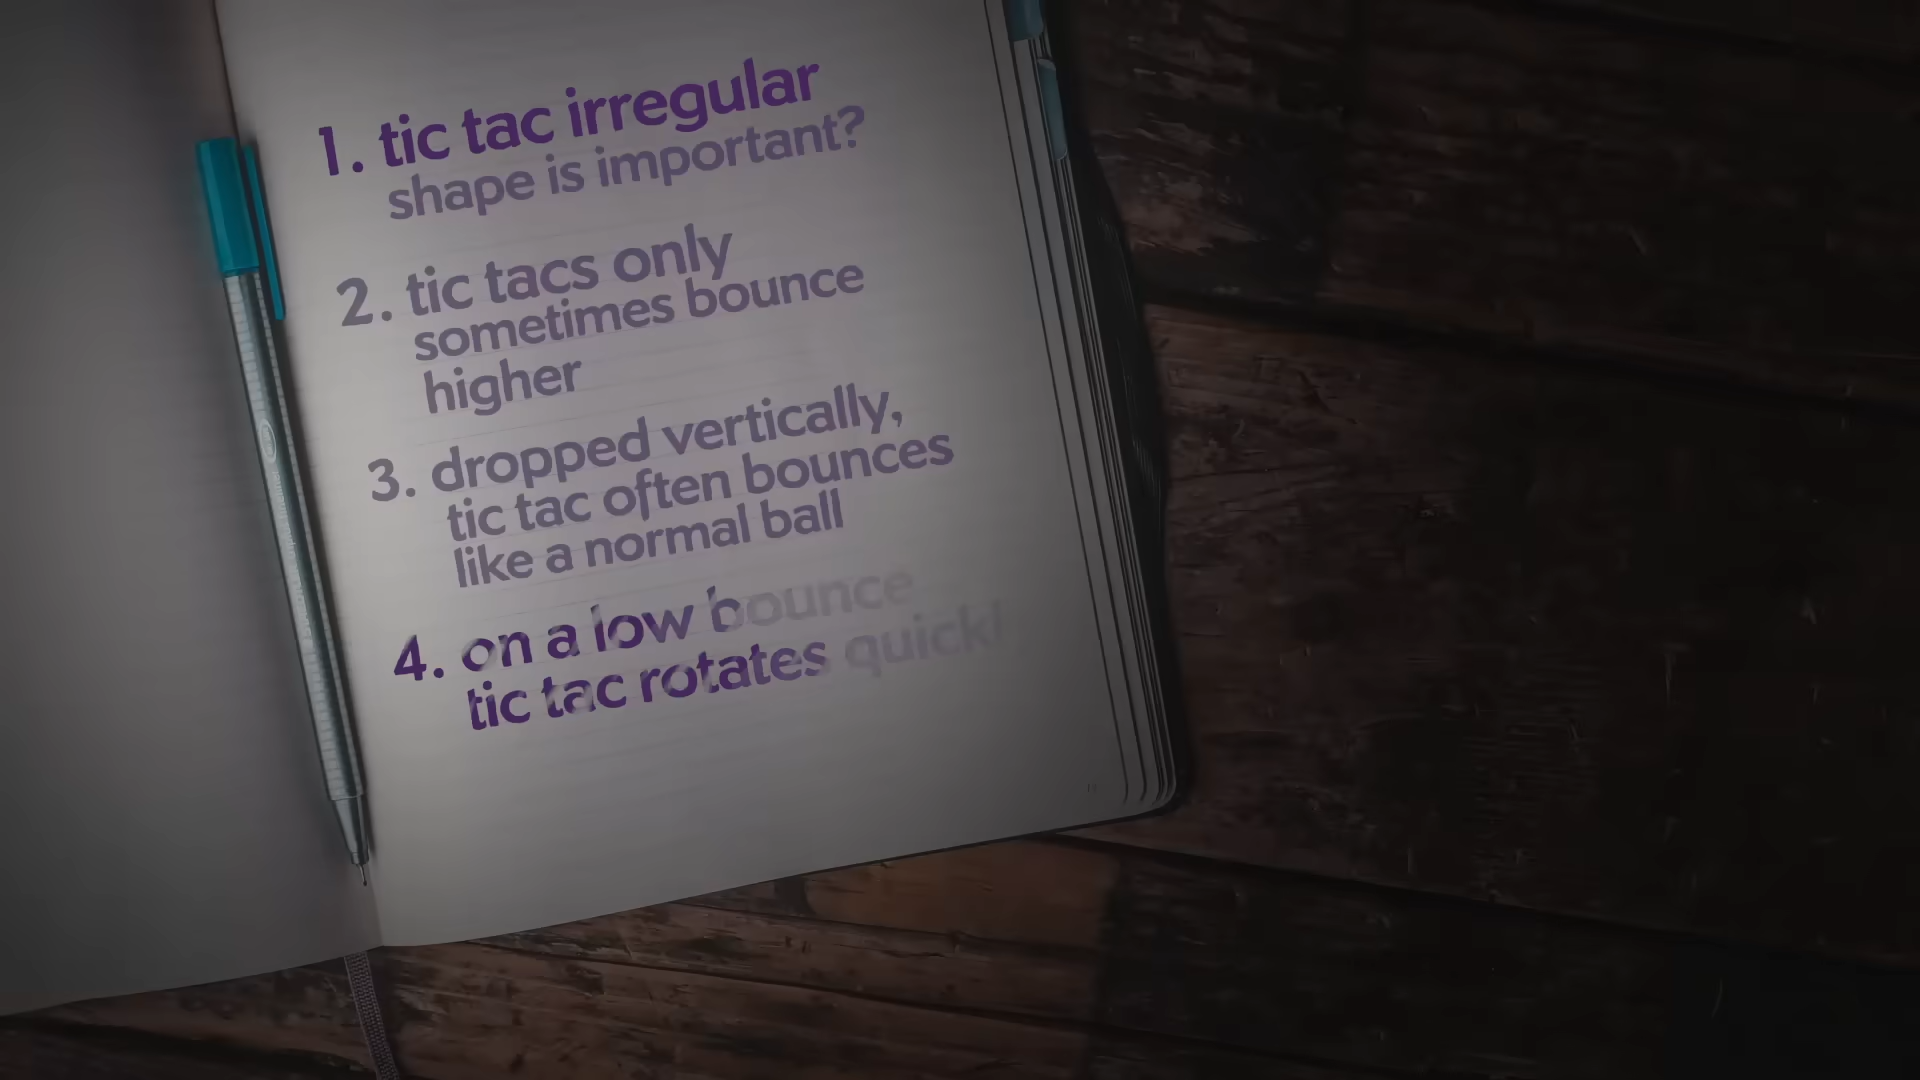 1. tic tac irregular
shape is important?
2. tic tacs only
sometimes bounce
higher
3. dropped vertically,
tic tac often bounces
like a normal ball
4. on a low bounce
tic tac rotates